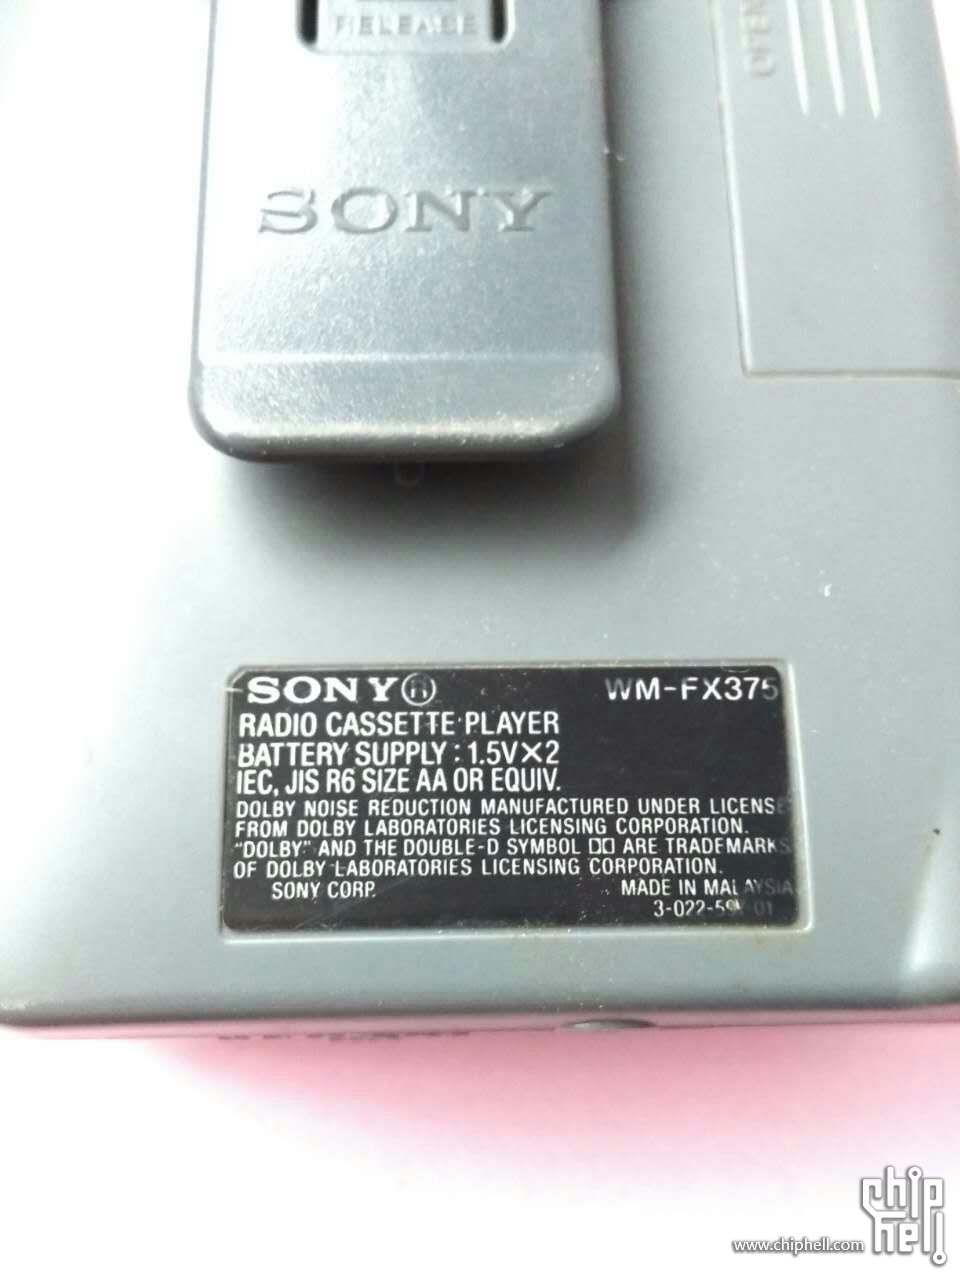 RELEASE
OPEN
SONY
SONY WM-FX375
RADIO CASSETTE PLAYER
BATTERY SUPPLY : 1.5V×2
IEC, JIS R6 SIZE AA OR EQUIV.
DOLBY NOISE REDUCTION MANUFACTURED UNDER LICENSE
FROM DOLBY LABORATORIES LICENSING CORPORATION.
"DOLBY" AND THE DOUBLE-D SYMBOL ARE TRADEMARKS
OF DOLBY LABORATORIES LICENSING CORPORATION.
SONY CORP. MADE IN MALAYSIA
www.chiphell.com
chip
hell